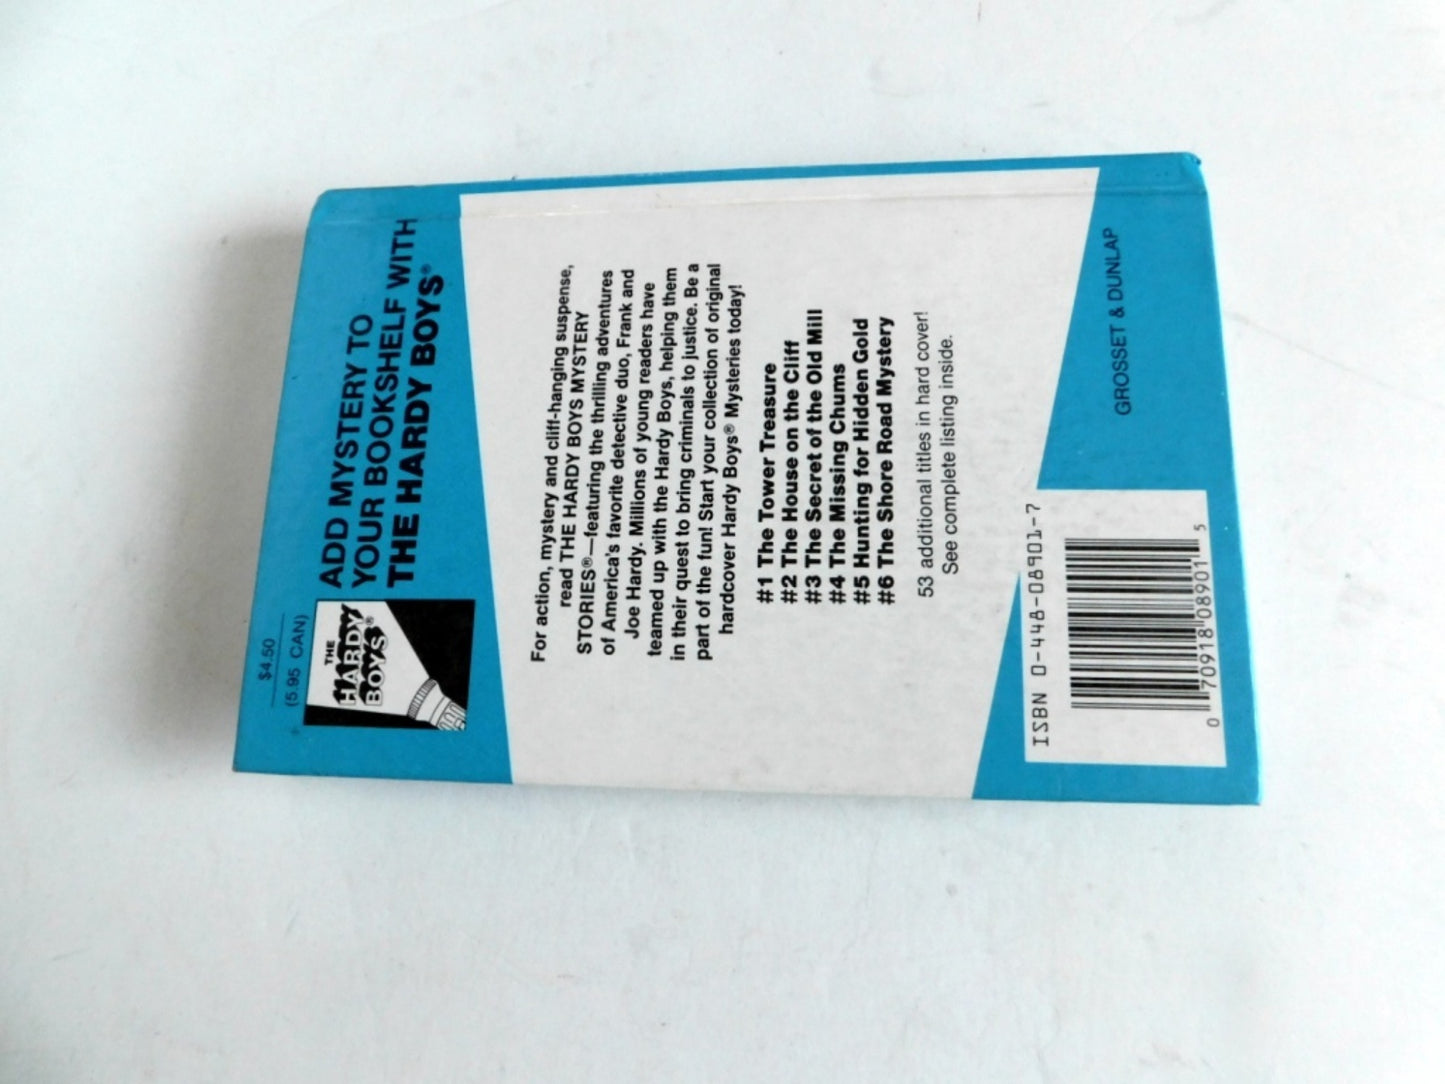 $4.50
(5.95 CAN)
THE
HARDY
BOYS®
ADD MYSTERY TO
YOUR BOOKSHELF WITH
THE HARDY BOYS®
For action, mystery and cliff-hanging suspense,
read THE HARDY BOYS MYSTERY
STORIES®—featuring the thrilling adventures
of America's favorite detective duo, Frank and
Joe Hardy. Millions of young readers have
teamed up with the Hardy Boys, helping them
in their quest to bring criminals to justice. Be a
part of the fun! Start your collection of original
hardcover Hardy Boys® Mysteries today!
#1 The Tower Treasure
#2 The House on the Cliff
#3 The Secret of the Old Mill
#4 The Missing Chums
#5 Hunting for Hidden Gold
#6 The Shore Road Mystery
53 additional titles in hard cover!
See complete listing inside.
ISBN 0-448-08901-7
0 70918 08901 5
GROSSET & DUNLAP